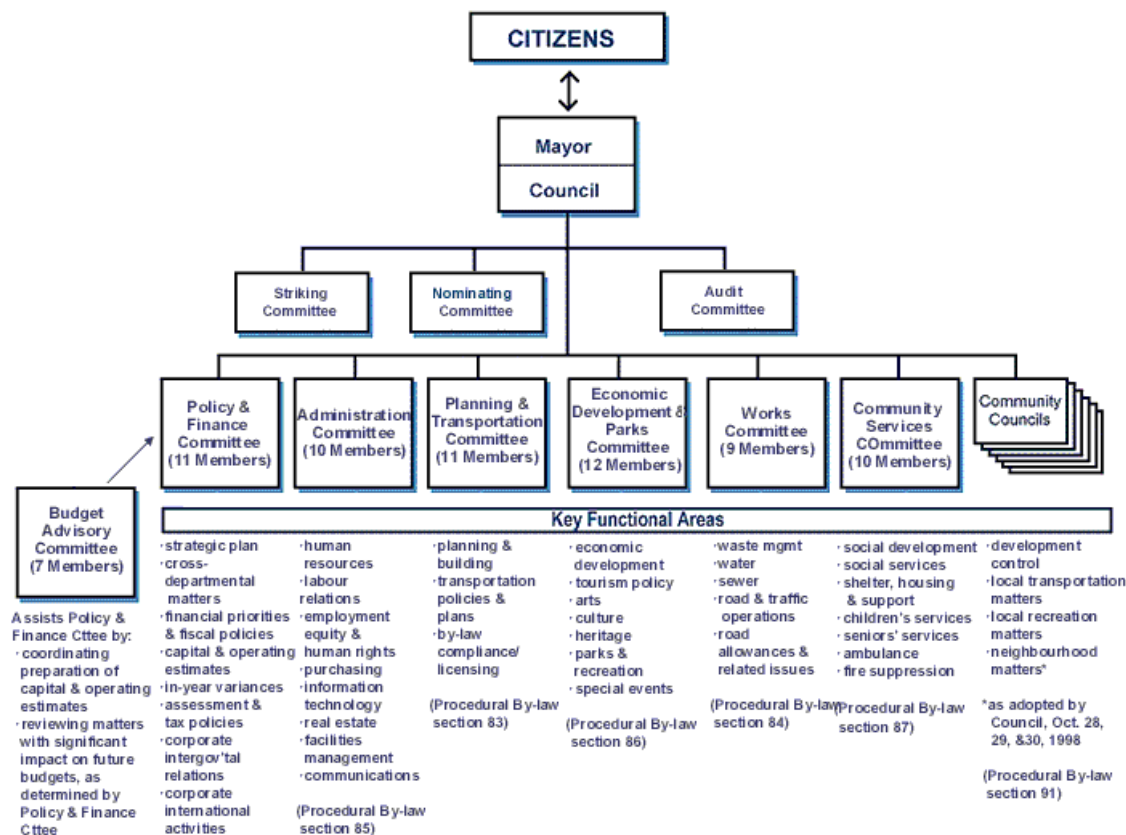 CITIZENS
Mayor
Council
Striking
Committee
Nominating
Committee
Audit
Committee
Policy &
Finance
Committee
(11 Members)
Administration
Committee
(10 Members)
Planning &
Transportation
Committee
(11 Members)
Economic
Development &
Parks
Committee
(12 Members)
Works
Committee
(9 Members)
Community
Services
COmmittee
(10 Members)
Community
Councils
Budget
Advisory
Committee
(7 Members)
Assists Policy &
Finance Cttee by:
·coordinating
preparation of
capital & operating
estimates
·reviewing matters
with significant
impact on future
budgets, as
determined by
Policy & Finance
Cttee
Key Functional Areas
·strategic plan
·cross-
departmental
matters
·financial priorities
& fiscal policies
·capital & operating
estimates
·in-year variances
·assessment &
tax policies
·corporate
intergov'tal
relations
·corporate
international
activities
·human
resources
·labour
relations
·employment
equity &
human rights
·purchasing
·information
technology
·real estate
·facilities
management
·communications
(Procedural By-law
section 85)
·planning &
building
·transportation
policies &
plans
·by-law
compliance/
licensing
(Procedural By-law
section 83)
·economic
development
·tourism policy
·arts
·culture
·heritage
·parks &
recreation
·special events
(Procedural By-law
section 86)
·waste mgmt
·water
·sewer
·road & traffic
operations
·road
allowances &
related issues
(Procedural By-law
section 84)
·social development
·social services
·shelter, housing
& support
·children's services
·seniors' services
·ambulance
·fire suppression
(Procedural By-law
section 87)
·development
control
·local transportation
matters
·local recreation
matters
·neighbourhood
matters*
*as adopted by
Council, Oct. 28,
29, &30, 1998
(Procedural By-law
section 91)